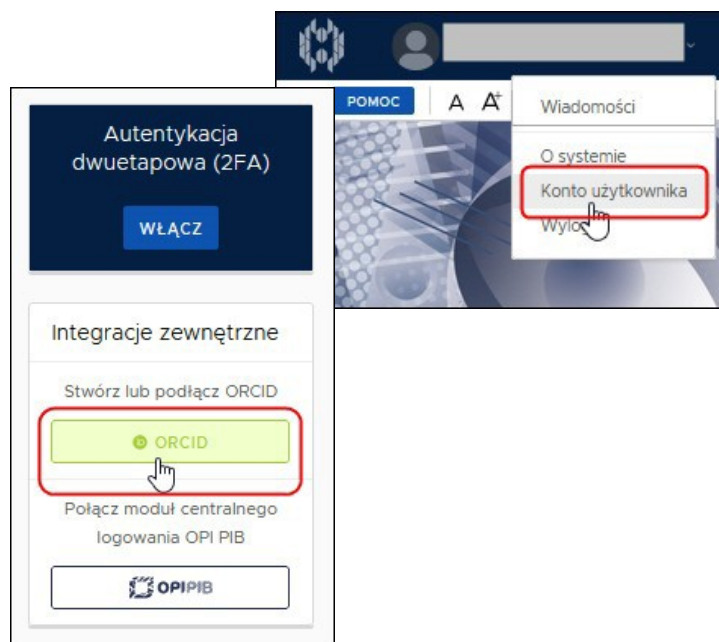 POMOC
A A+
Wiadomości
O systemie
Konto użytkownika
Autentykacja
dwuetapowa (2FA)
WŁĄCZ
Integracje zewnętrzne
Stwórz lub podłącz ORCID
iD ORCID
Połącz moduł centralnego
logowania OPI PIB
OPIPIB